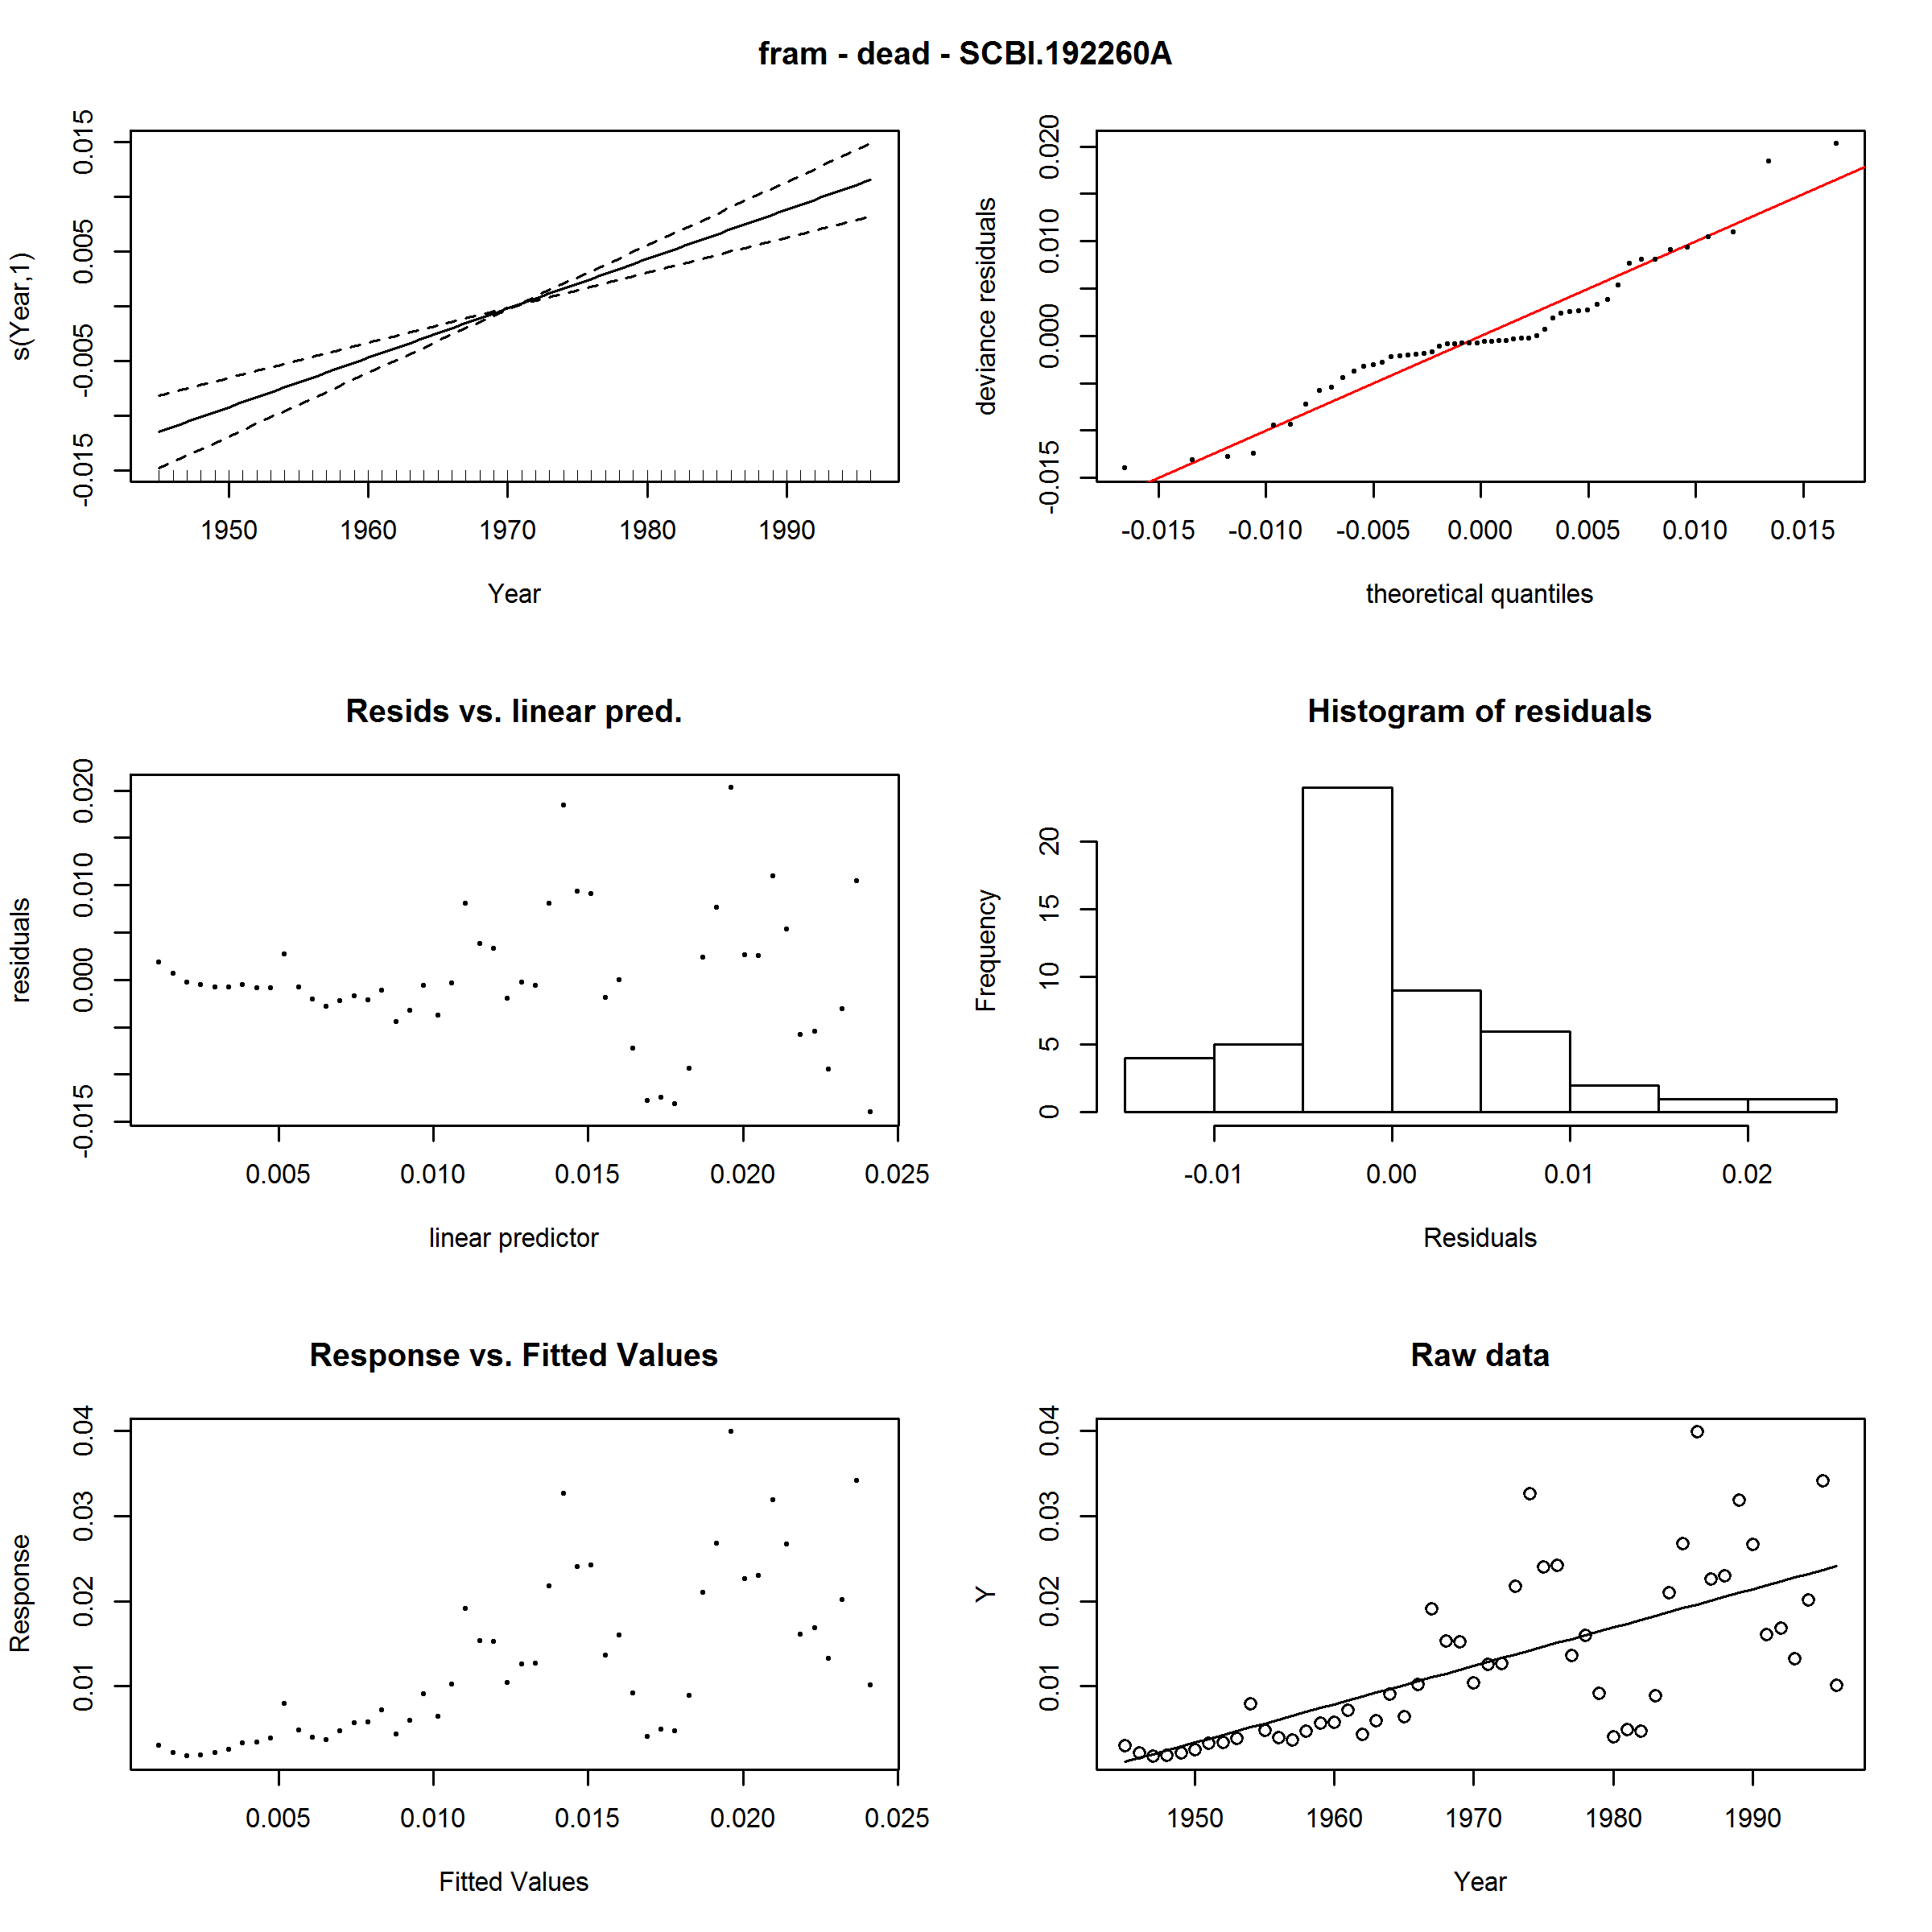 fram - dead - SCBI.192260A
s(Year,1)
0.015
0.005
-0.005
-0.015
1950 1960 1970 1980 1990
Year
deviance residuals
0.020
0.010
0.000
-0.015
-0.015 -0.010 -0.005 0.000 0.005 0.010 0.015
theoretical quantiles
Resids vs. linear pred.
residuals
0.020
0.010
0.000
-0.015
0.005 0.010 0.015 0.020 0.025
linear predictor
Histogram of residuals
Frequency
20
15
10
5
0
-0.01 0.00 0.01 0.02
Residuals
Response vs. Fitted Values
Response
0.04
0.03
0.02
0.01
0.005 0.010 0.015 0.020 0.025
Fitted Values
Raw data
Y
0.04
0.03
0.02
0.01
1950 1960 1970 1980 1990
Year